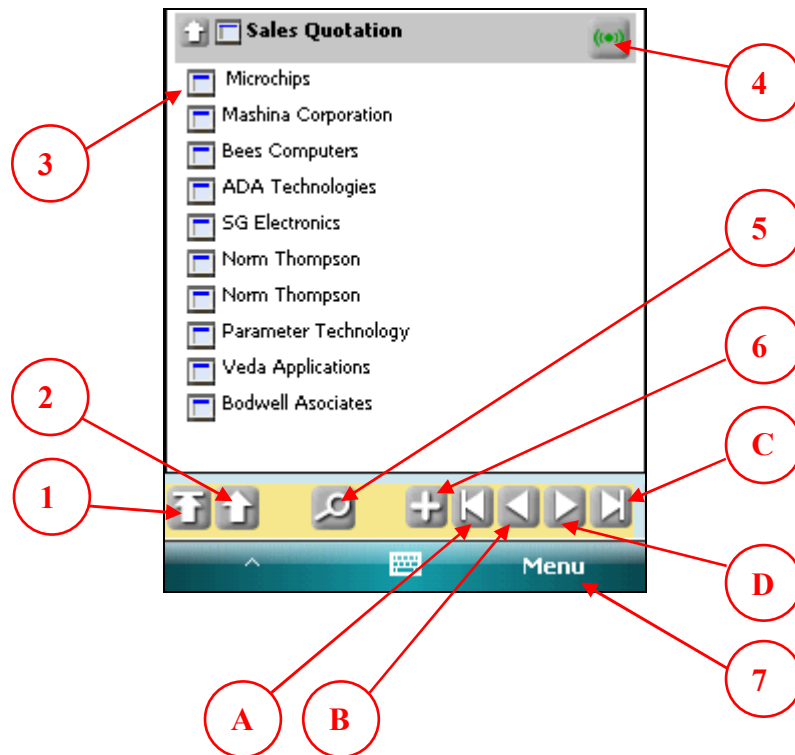 Sales Quotation
4
Microchips
Mashina Corporation
3
Bees Computers
ADA Technologies
5
SG Electronics
Norm Thompson
Norm Thompson
Parameter Technology
6
Veda Applications
2
Bodwell Asociates
C
1
Menu
D
7
A
B